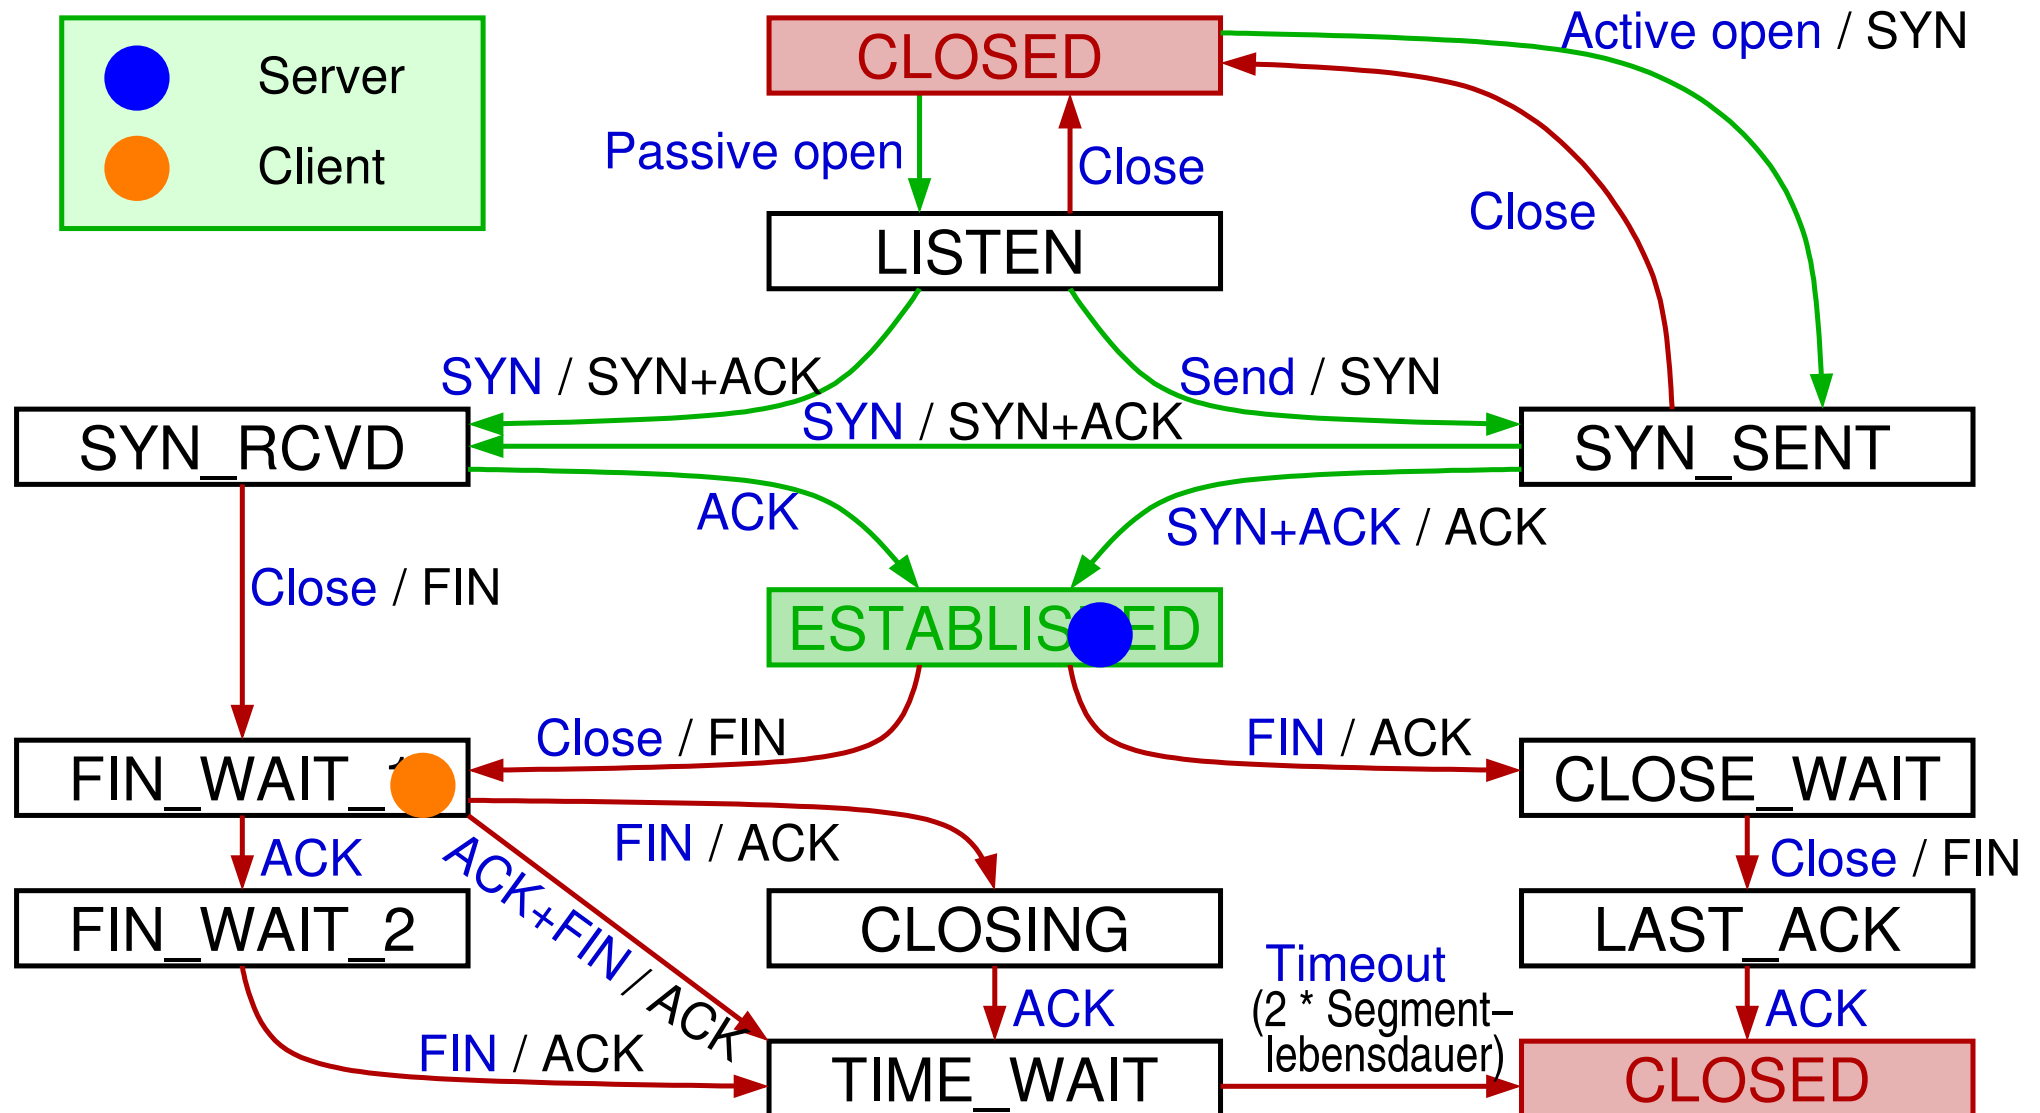 Server
Client
CLOSED
Active open / SYN
Passive open
Close
Close
LISTEN
SYN / SYN+ACK
Send / SYN
SYN / SYN+ACK
SYN_RCVD
SYN_SENT
ACK
SYN+ACK / ACK
Close / FIN
Close / FIN
FIN / ACK
FIN_WAIT_
CLOSE_WAIT
ACK
FIN / ACK
Close / FIN
ACK+FIN / ACK
FIN_WAIT_2
CLOSING
LAST_ACK
Timeout
(2 * Segment–
lebensdauer)
ACK
ACK
FIN / ACK
TIME_WAIT
CLOSED